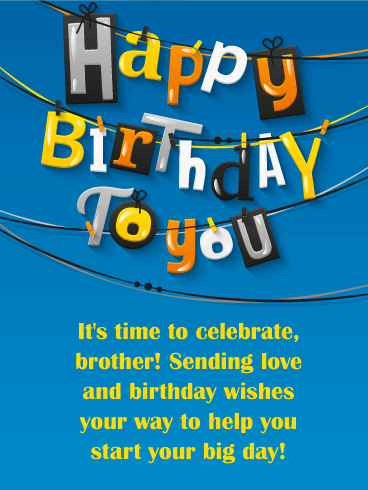 Happy
BirthDAY
To you
It's time to celebrate,
brother! Sending love
and birthday wishes
your way to help you
start your big day!